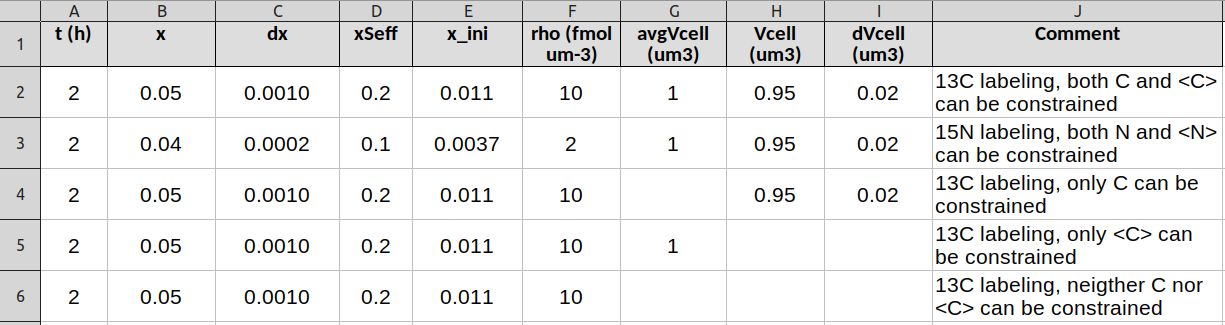 A B C D E F G H I J
1 t (h) x dx xSeff x_ini rho (fmol um-3) avgVcell (um3) Vcell (um3) dVcell (um3) Comment
2 2 0.05 0.0010 0.2 0.011 10 1 0.95 0.02 13C labeling, both C and <C> can be constrained
3 2 0.04 0.0002 0.1 0.0037 2 1 0.95 0.02 15N labeling, both N and <N> can be constrained
4 2 0.05 0.0010 0.2 0.011 10 0.95 0.02 13C labeling, only C can be constrained
5 2 0.05 0.0010 0.2 0.011 10 1 13C labeling, only <C> can be constrained
6 2 0.05 0.0010 0.2 0.011 10 13C labeling, neigther C nor <C> can be constrained